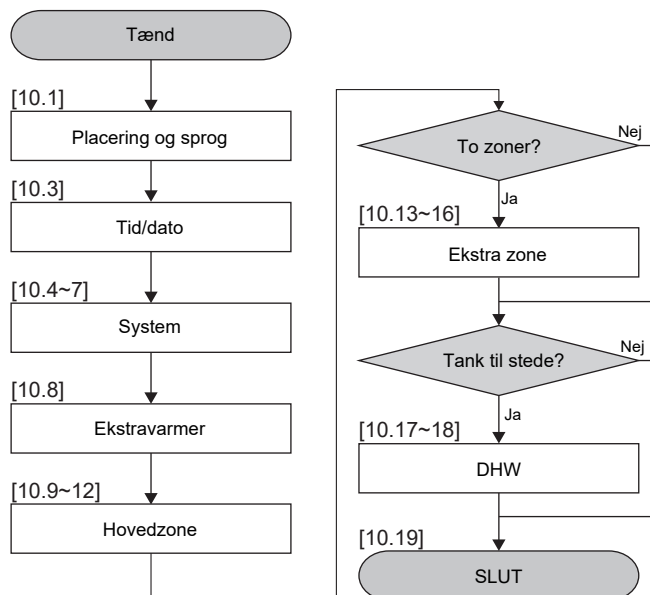 Tænd
[10.1]
Placering og sprog
[10.3]
Tid/dato
[10.4~7]
System
[10.8]
Ekstravarmer
[10.9~12]
Hovedzone
To zoner?
Nej
Ja
[10.13~16]
Ekstra zone
Tank til stede?
Nej
Ja
[10.17~18]
DHW
[10.19]
SLUT